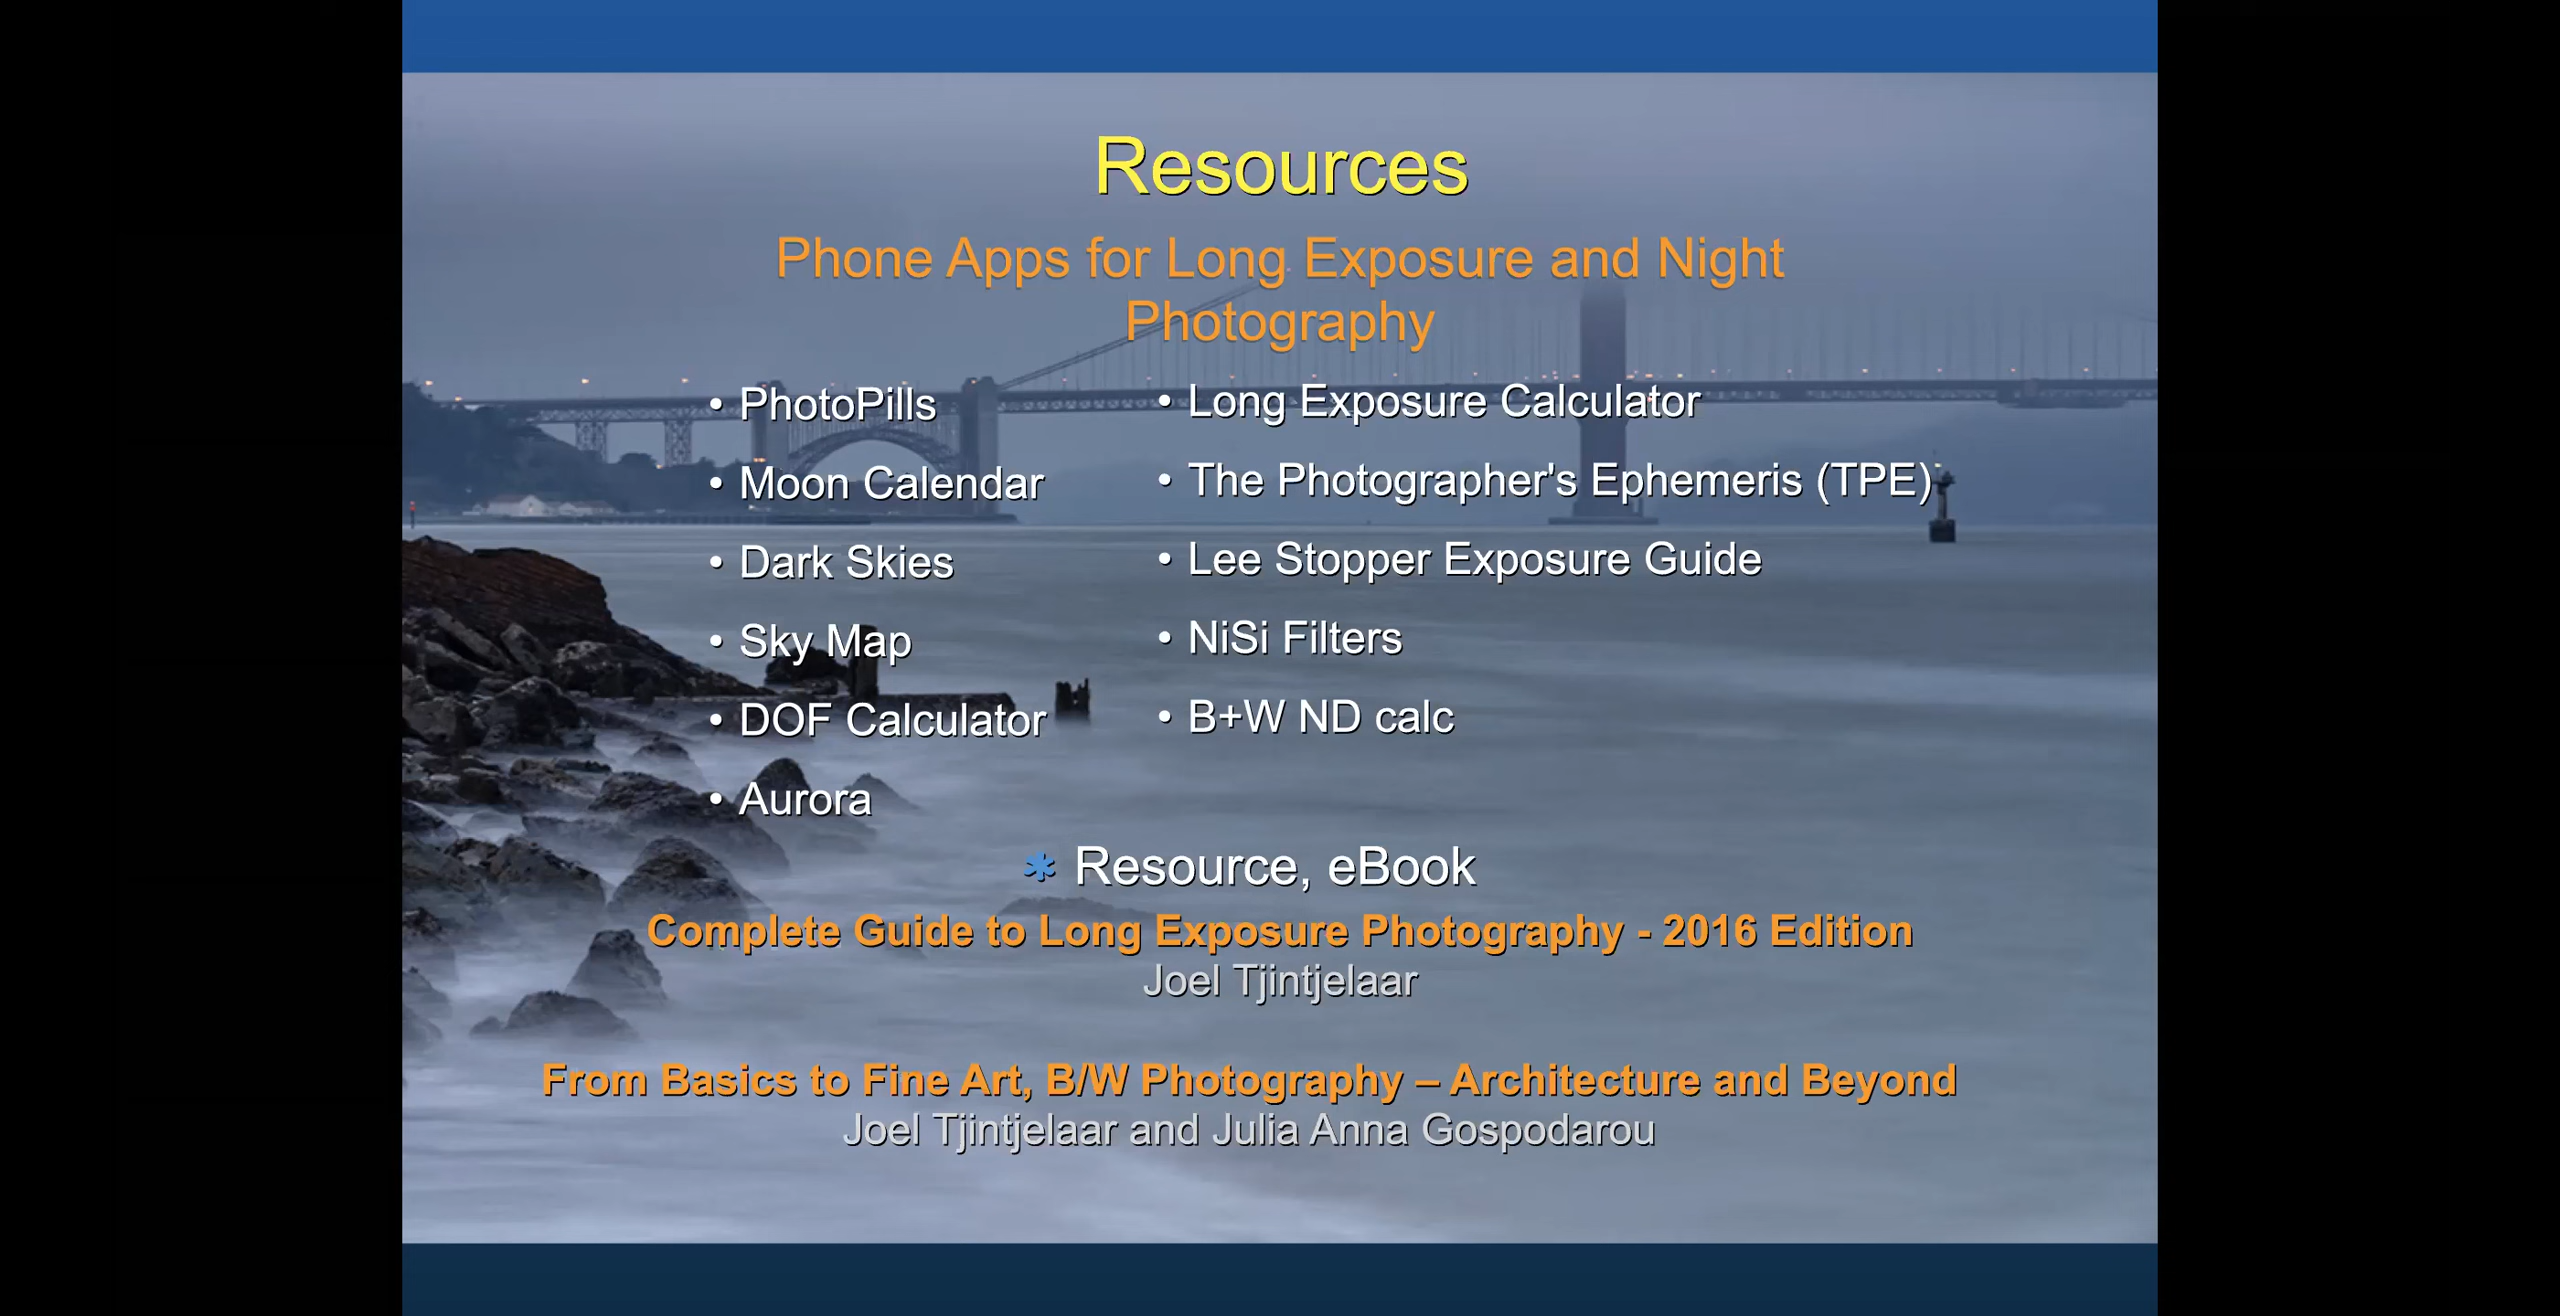 Resources
Phone Apps for Long Exposure and Night
Photography
• PhotoPills
• Moon Calendar
• Dark Skies
• Sky Map
• DOF Calculator
• Aurora
• Long Exposure Calculator
• The Photographer's Ephemeris (TPE)
• Lee Stopper Exposure Guide
• NiSi Filters
• B+W ND calc
* Resource, eBook
Complete Guide to Long Exposure Photography - 2016 Edition
Joel Tjintjelaar
From Basics to Fine Art, B/W Photography – Architecture and Beyond
Joel Tjintjelaar and Julia Anna Gospodarou